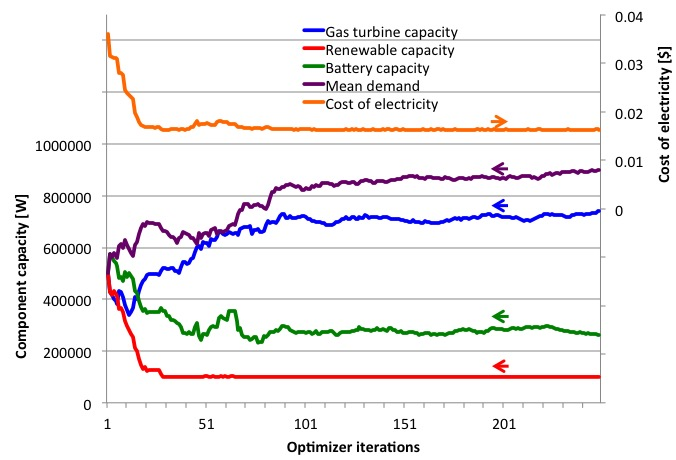 Gas turbine capacity
Renewable capacity
Battery capacity
Mean demand
Cost of electricity
0.04
0.03
0.02
0.01
0
Cost of electricity [$]
1000000
800000
600000
400000
200000
0
Component capacity [W]
1 51 101 151 201
Optimizer iterations